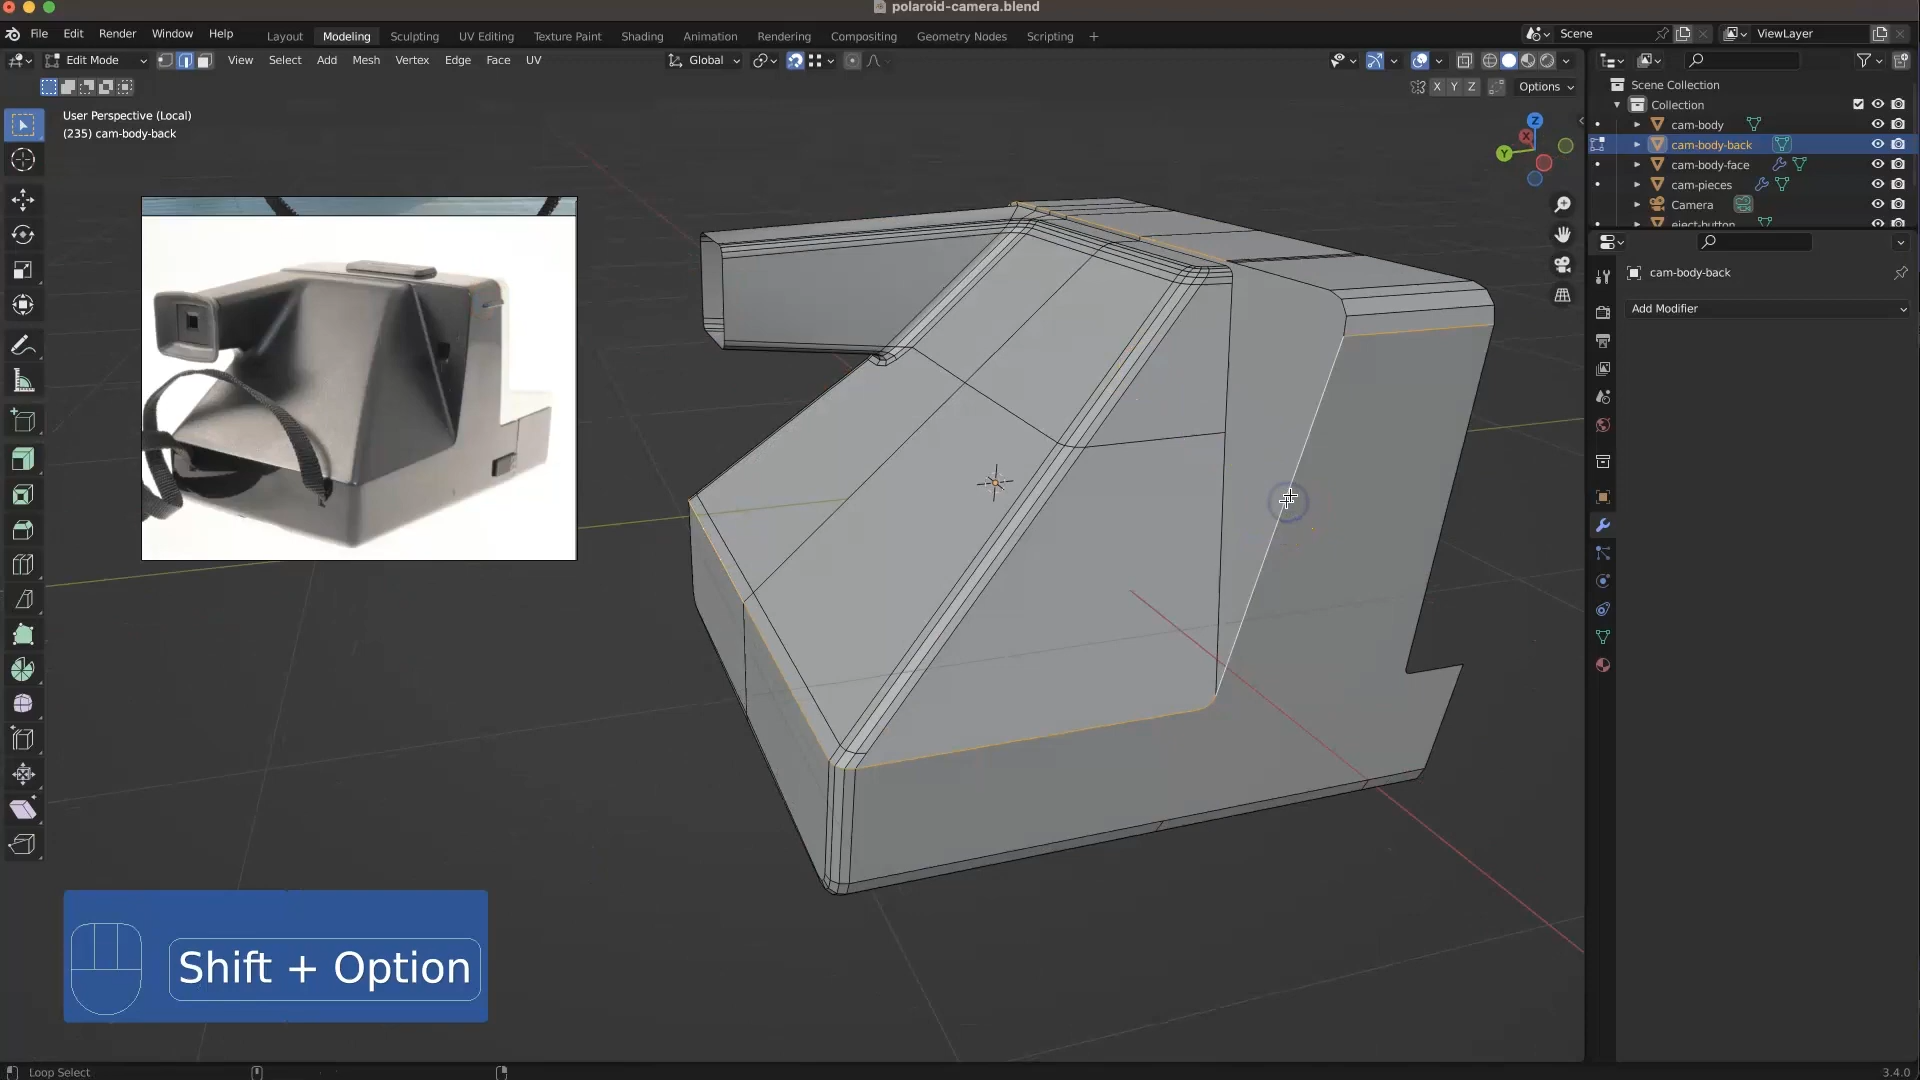 polaroid-camera.blend
File Edit Render Window Help Layout Modeling Sculpting UV Editing Texture Paint Shading Animation Rendering Compositing Geometry Nodes Scripting + Scene ViewLayer
Edit Mode View Select Add Mesh Vertex Edge Face UV Global
X Y Z Options
User Perspective (Local)
(235) cam-body-back
Z
X
Y
Scene Collection
Collection
cam-body
cam-body-back
cam-body-face
cam-pieces
Camera
eject-button
cam-body-back
Add Modifier
Shift + Option
Loop Select 3.4.0